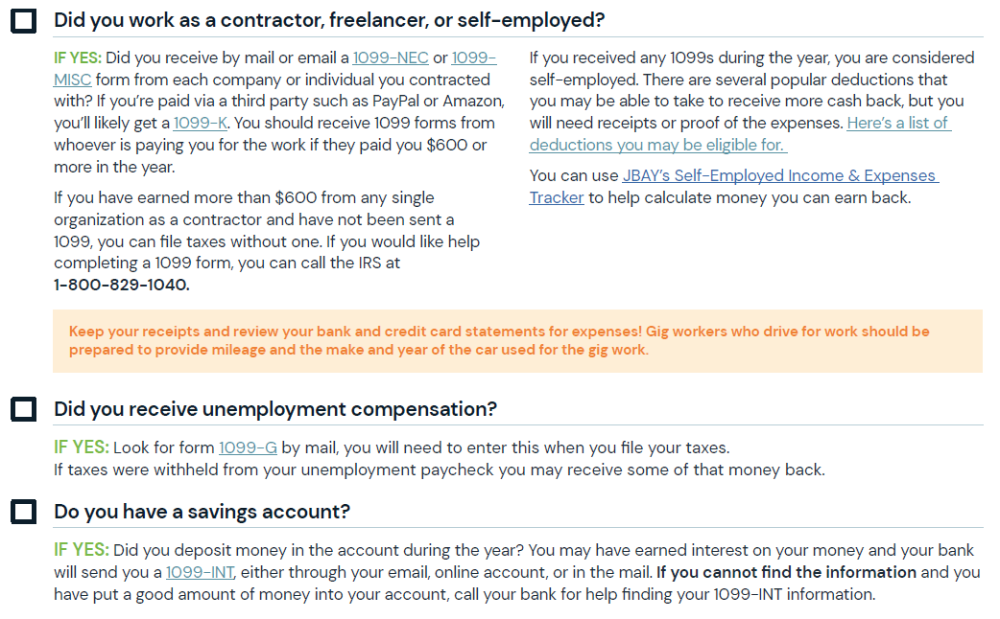 Did you work as a contractor, freelancer, or self-employed?
IF YES: Did you receive by mail or email a 1099-NEC or 1099-
MISC form from each company or individual you contracted
with? If you’re paid via a third party such as PayPal or Amazon,
you’ll likely get a 1099-K. You should receive 1099 forms from
whoever is paying you for the work if they paid you $600 or
more in the year.
If you have earned more than $600 from any single
organization as a contractor and have not been sent a
1099, you can file taxes without one. If you would like help
completing a 1099 form, you can call the IRS at
1-800-829-1040.
If you received any 1099s during the year, you are considered
self-employed. There are several popular deductions that
you may be able to take to receive more cash back, but you
will need receipts or proof of the expenses. Here’s a list of
deductions you may be eligible for.
You can use JBAY’s Self-Employed Income & Expenses
Tracker to help calculate money you can earn back.
Keep your receipts and review your bank and credit card statements for expenses! Gig workers who drive for work should be
prepared to provide mileage and the make and year of the car used for the gig work.
Did you receive unemployment compensation?
IF YES: Look for form 1099-G by mail, you will need to enter this when you file your taxes.
If taxes were withheld from your unemployment paycheck you may receive some of that money back.
Do you have a savings account?
IF YES: Did you deposit money in the account during the year? You may have earned interest on your money and your bank
will send you a 1099-INT, either through your email, online account, or in the mail. If you cannot find the information and you
have put a good amount of money into your account, call your bank for help finding your 1099-INT information.